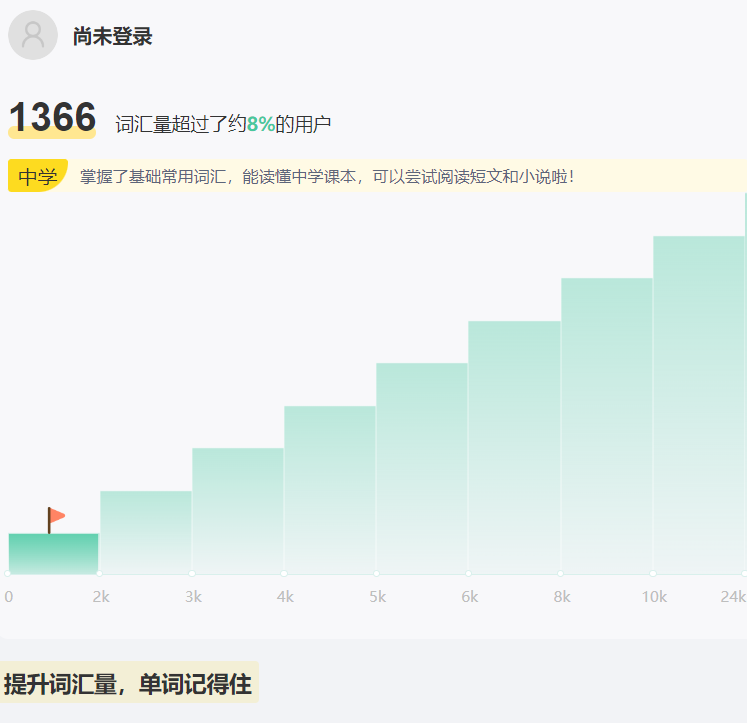 尚未登录
1366 词汇量超过了约8%的用户
中学 掌握了基础常用词汇，能读懂中学课本，可以尝试阅读短文和小说啦！
0 2k 3k 4k 5k 6k 8k 10k 24k
提升词汇量，单词记得住